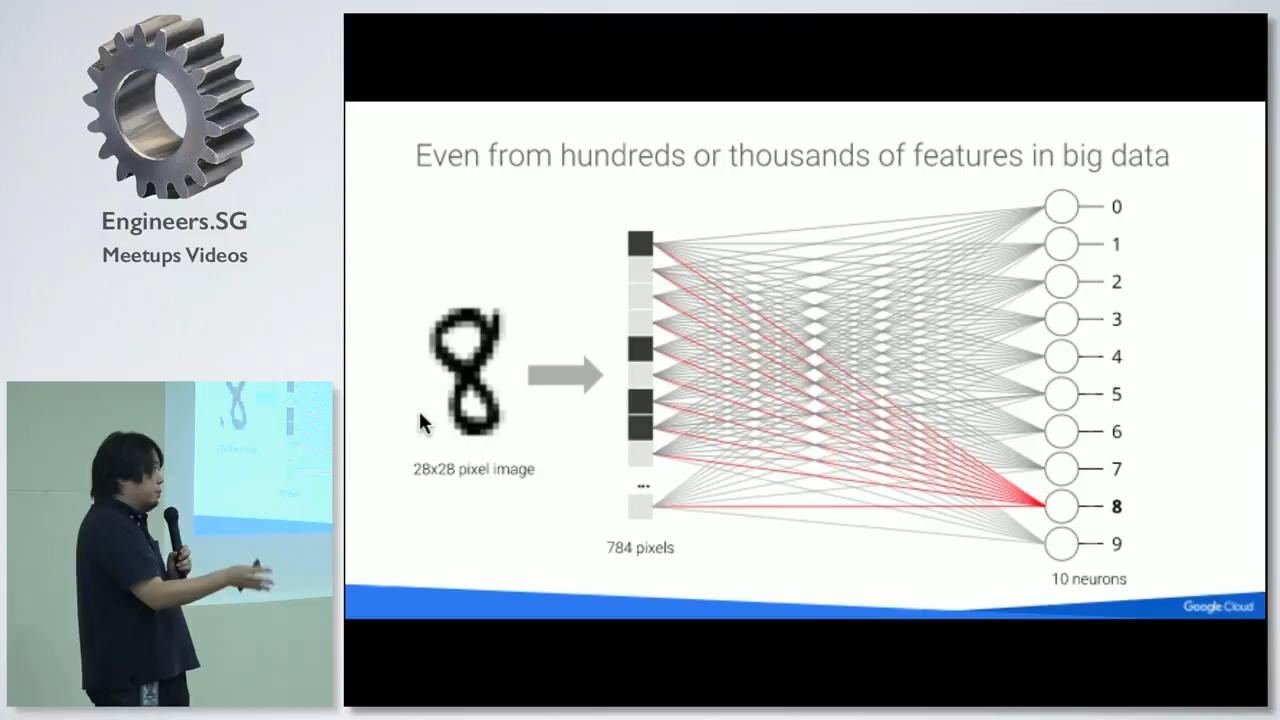 Engineers.SG
Meetups Videos
Even from hundreds or thousands of features in big data
28x28 pixel image
...
784 pixels
0
1
2
3
4
5
6
7
8
9
10 neurons
Google Cloud